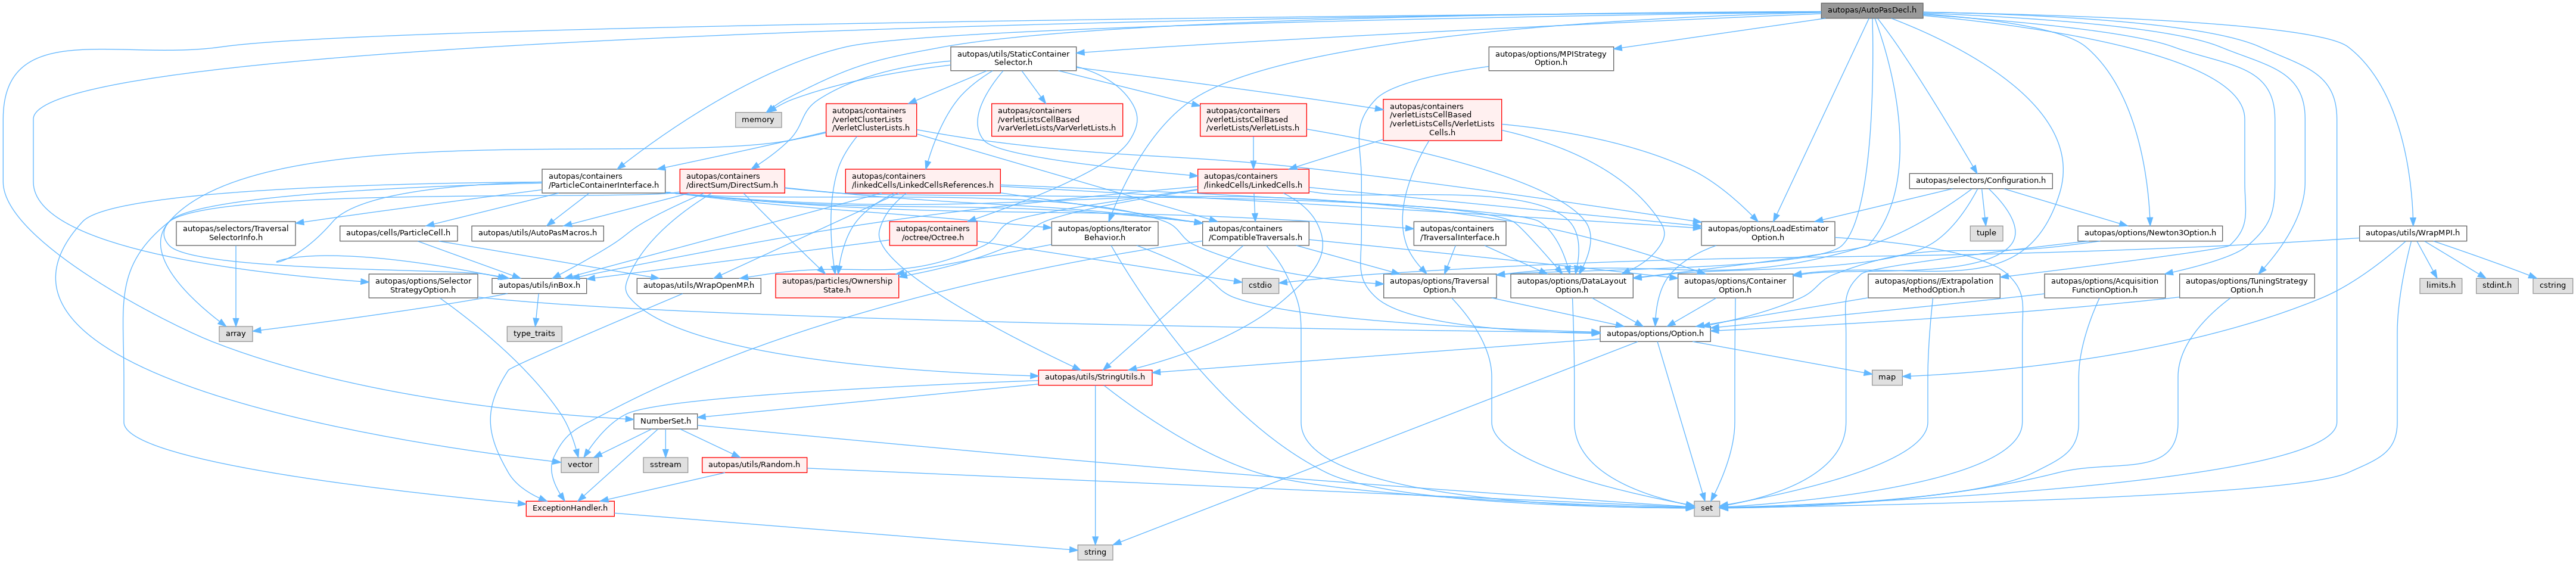 autopas/AutoPasDecl.h
autopas/utils/StaticContainer
Selector.h
autopas/options/MPIStrategy
Option.h
memory
autopas/containers
/verletClusterLists
/VerletClusterLists.h
autopas/containers
/verletListsCellBased
/varVerletLists/VarVerletLists.h
autopas/containers
/verletListsCellBased
/verletLists/VerletLists.h
autopas/containers
/verletListsCellBased
/verletListsCells/VerletLists
Cells.h
autopas/containers
/ParticleContainerInterface.h
autopas/containers
/directSum/DirectSum.h
autopas/containers
/linkedCells/LinkedCellsReferences.h
autopas/containers
/linkedCells/LinkedCells.h
autopas/selectors/Configuration.h
autopas/selectors/Traversal
SelectorInfo.h
autopas/cells/ParticleCell.h
autopas/utils/AutoPasMacros.h
autopas/containers
/octree/Octree.h
autopas/options/Iterator
Behavior.h
autopas/containers
/CompatibleTraversals.h
autopas/containers
/TraversalInterface.h
autopas/options/LoadEstimator
Option.h
tuple
autopas/options/Newton3Option.h
autopas/utils/WrapMPI.h
autopas/options/Selector
StrategyOption.h
autopas/utils/inBox.h
autopas/utils/WrapOpenMP.h
autopas/particles/Ownership
State.h
cstdio
autopas/options/Traversal
Option.h
autopas/options/DataLayout
Option.h
autopas/options/Container
Option.h
autopas/options//Extrapolation
MethodOption.h
autopas/options/Acquisition
FunctionOption.h
autopas/options/TuningStrategy
Option.h
limits.h
stdint.h
cstring
array
type_traits
autopas/options/Option.h
autopas/utils/StringUtils.h
map
NumberSet.h
vector
sstream
autopas/utils/Random.h
ExceptionHandler.h
set
string